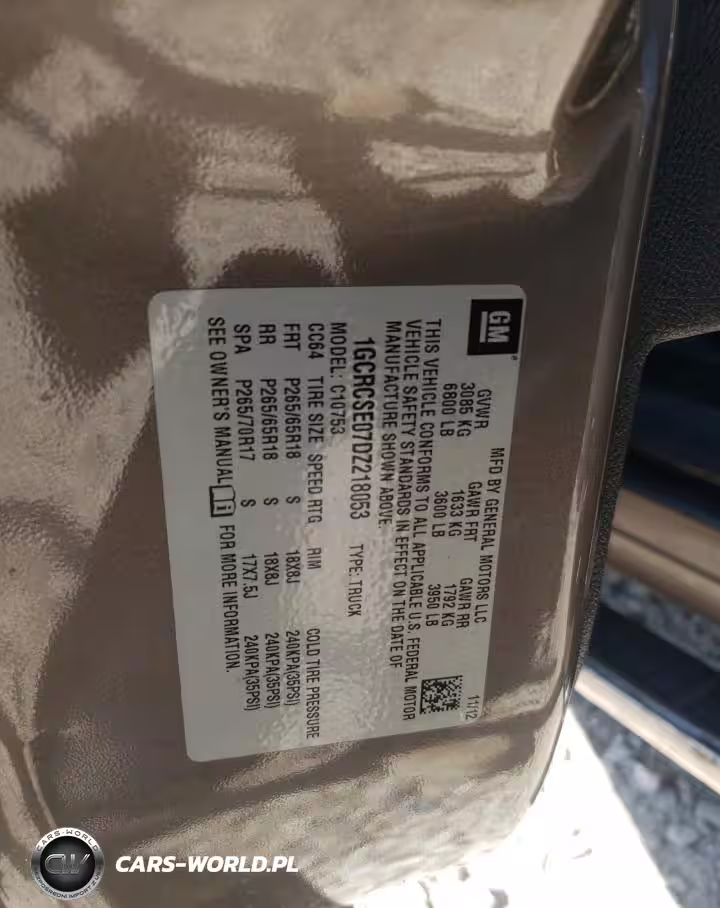 GM
MFD BY GENERAL MOTORS LLC 11/12
GVWR GAWR FRT GAWR RR
3085 KG 1633 KG 1792 KG
6800 LB 3600 LB 3950 LB
THIS VEHICLE CONFORMS TO ALL APPLICABLE U.S. FEDERAL MOTOR
VEHICLE SAFETY STANDARDS IN EFFECT ON THE DATE OF
MANUFACTURE SHOWN ABOVE.
1GCRCSE07DZ218053 TYPE: TRUCK
MODEL: C10753
CC64 TIRE SIZE SPEED RTG RIM COLD TIRE PRESSURE
FRT P265/65R18 S 18X8J 240KPA(35PSI)
RR P265/65R18 S 18X8J 240KPA(35PSI)
SPA P265/70R17 S 17X7.5J 240KPA(35PSI)
SEE OWNER'S MANUAL FOR MORE INFORMATION.
CARS-WORLD
CW
CARS-WORLD.PL